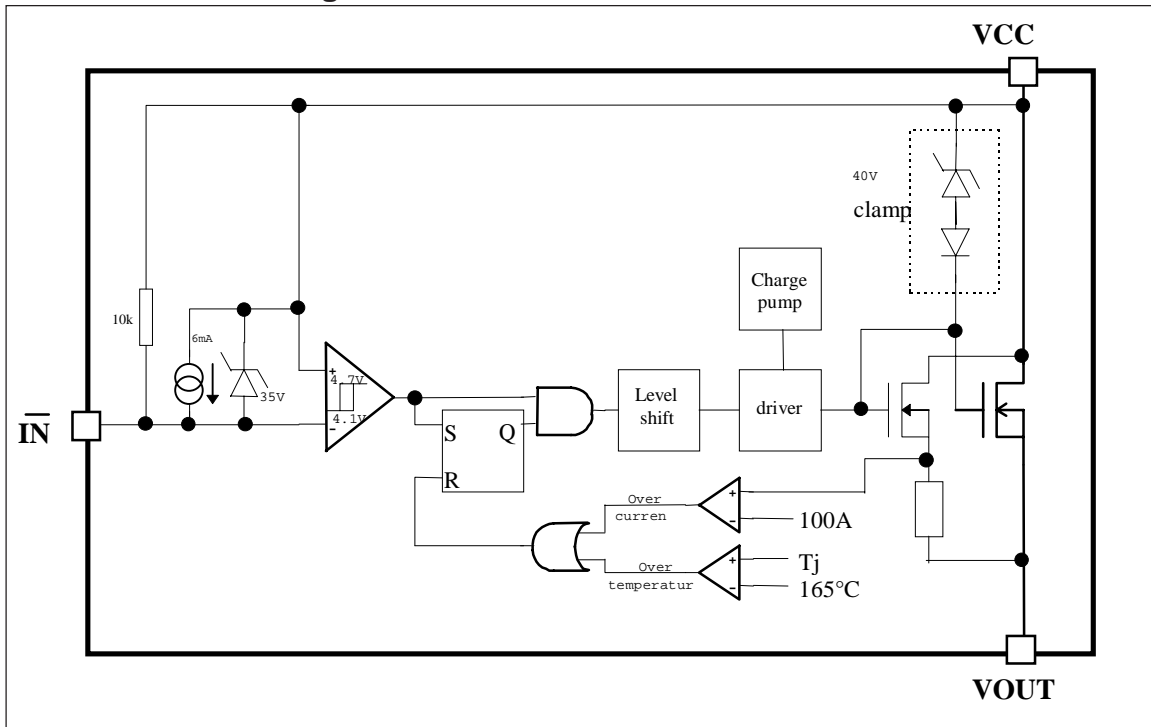 g
VCC
40V
clamp
Charge
pump
10k
6mA
35V
+
4.7V
4.1V
-
IN
S
Q
R
Level
shift
driver
Over
curren
+
-
100A
Over
temperatur
+
-
Tj
165°C
VOUT